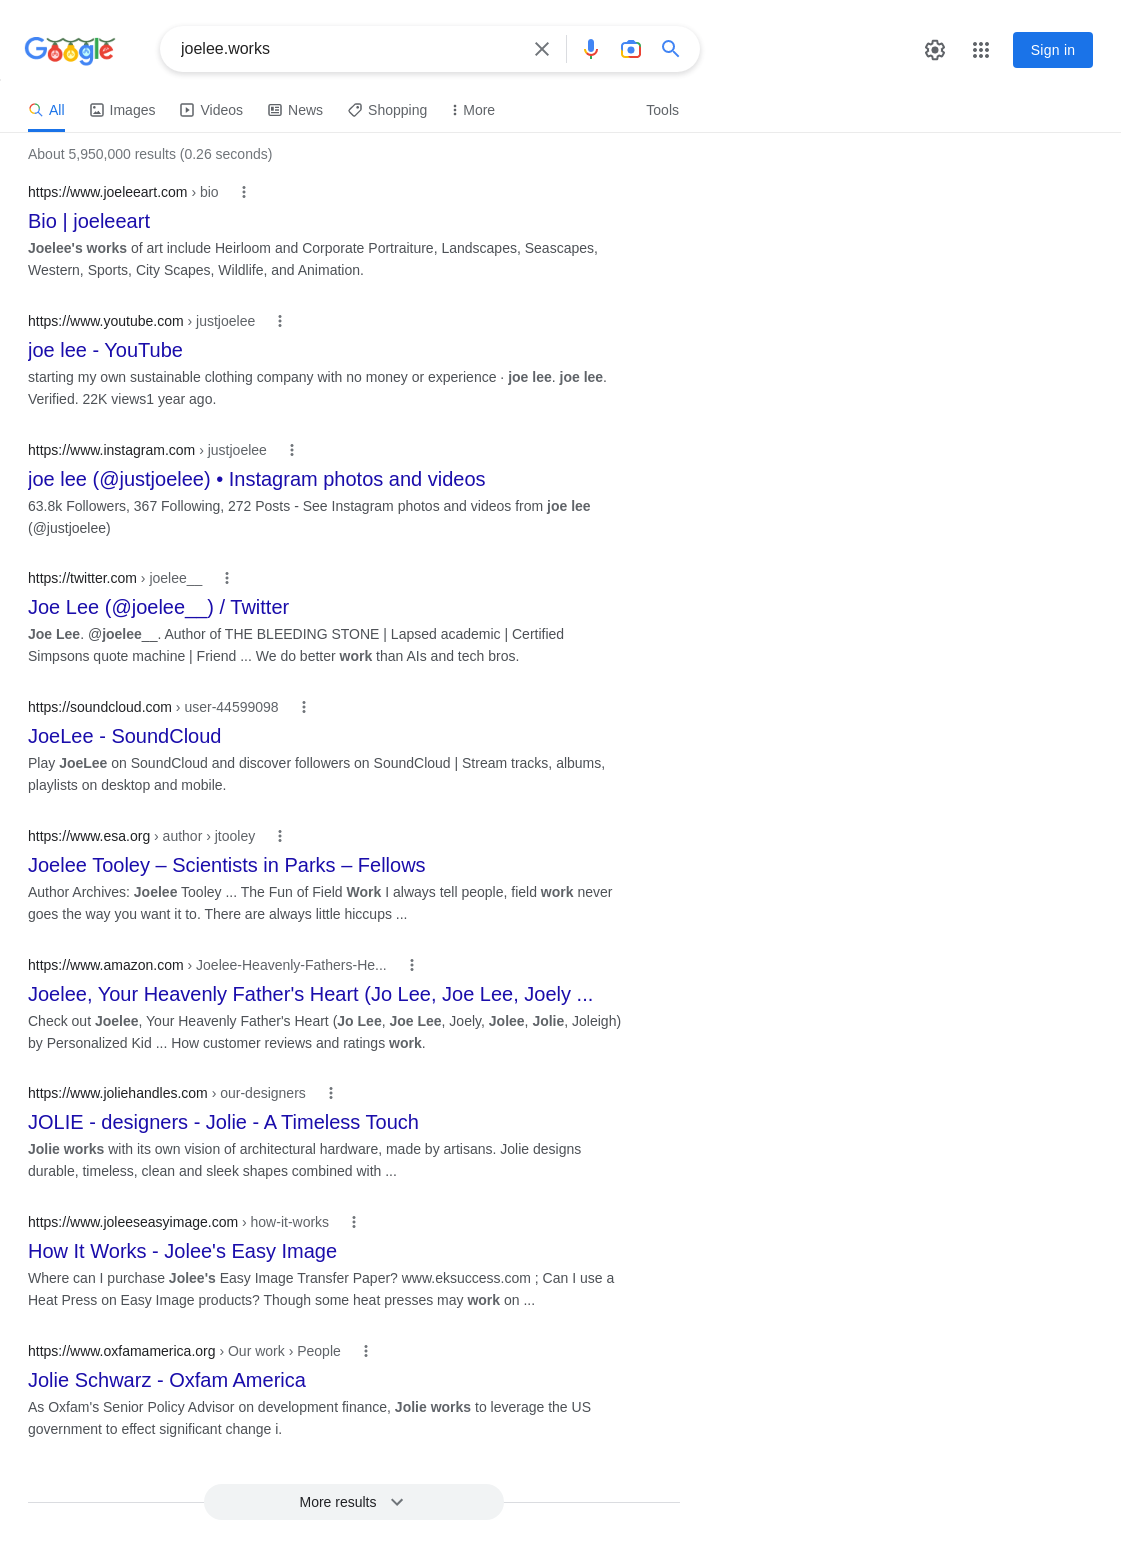 Google
joelee.works
Sign in
All Images Videos News Shopping More Tools
About 5,950,000 results (0.26 seconds)
https://www.joeleeart.com › bio
Bio | joeleeart
Joelee's works of art include Heirloom and Corporate Portraiture, Landscapes, Seascapes,
Western, Sports, City Scapes, Wildlife, and Animation.
https://www.youtube.com › justjoelee
joe lee - YouTube
starting my own sustainable clothing company with no money or experience · joe lee. joe lee.
Verified. 22K views1 year ago.
https://www.instagram.com › justjoelee
joe lee (@justjoelee) • Instagram photos and videos
63.8k Followers, 367 Following, 272 Posts - See Instagram photos and videos from joe lee
(@justjoelee)
https://twitter.com › joelee__
Joe Lee (@joelee__) / Twitter
Joe Lee. @joelee__. Author of THE BLEEDING STONE | Lapsed academic | Certified
Simpsons quote machine | Friend ... We do better work than AIs and tech bros.
https://soundcloud.com › user-44599098
JoeLee - SoundCloud
Play JoeLee on SoundCloud and discover followers on SoundCloud | Stream tracks, albums,
playlists on desktop and mobile.
https://www.esa.org › author › jtooley
Joelee Tooley – Scientists in Parks – Fellows
Author Archives: Joelee Tooley ... The Fun of Field Work I always tell people, field work never
goes the way you want it to. There are always little hiccups ...
https://www.amazon.com › Joelee-Heavenly-Fathers-He...
Joelee, Your Heavenly Father's Heart (Jo Lee, Joe Lee, Joely ...
Check out Joelee, Your Heavenly Father's Heart (Jo Lee, Joe Lee, Joely, Jolee, Jolie, Joleigh)
by Personalized Kid ... How customer reviews and ratings work.
https://www.joliehandles.com › our-designers
JOLIE - designers - Jolie - A Timeless Touch
Jolie works with its own vision of architectural hardware, made by artisans. Jolie designs
durable, timeless, clean and sleek shapes combined with ...
https://www.joleeseasyimage.com › how-it-works
How It Works - Jolee's Easy Image
Where can I purchase Jolee's Easy Image Transfer Paper? www.eksuccess.com ; Can I use a
Heat Press on Easy Image products? Though some heat presses may work on ...
https://www.oxfamamerica.org › Our work › People
Jolie Schwarz - Oxfam America
As Oxfam's Senior Policy Advisor on development finance, Jolie works to leverage the US
government to effect significant change i.
More results